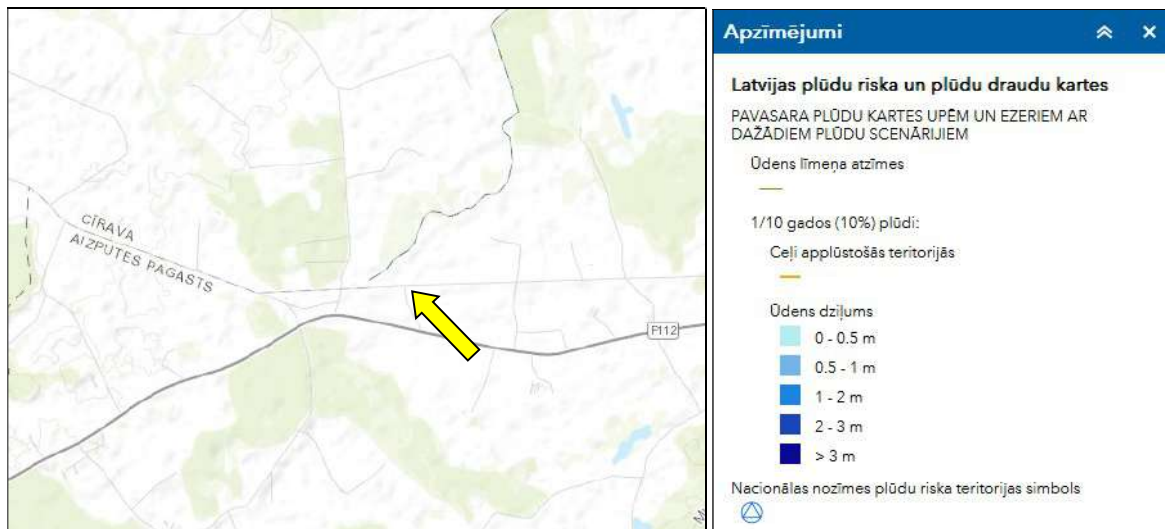 CĪRAVA
AIZPUTES PAGASTS
P112
Apzīmējumi
Latvijas plūdu riska un plūdu draudu kartes
PAVASARA PLŪDU KARTES UPĒM UN EZERIEM AR
DAŽĀDIEM PLŪDU SCENĀRIJIEM
Ūdens līmeņa atzīmes
1/10 gados (10%) plūdi:
Ceļi applūstošās teritorijās
Ūdens dziļums
0 - 0.5 m
0.5 - 1 m
1 - 2 m
2 - 3 m
> 3 m
Nacionālas nozīmes plūdu riska teritorijas simbols